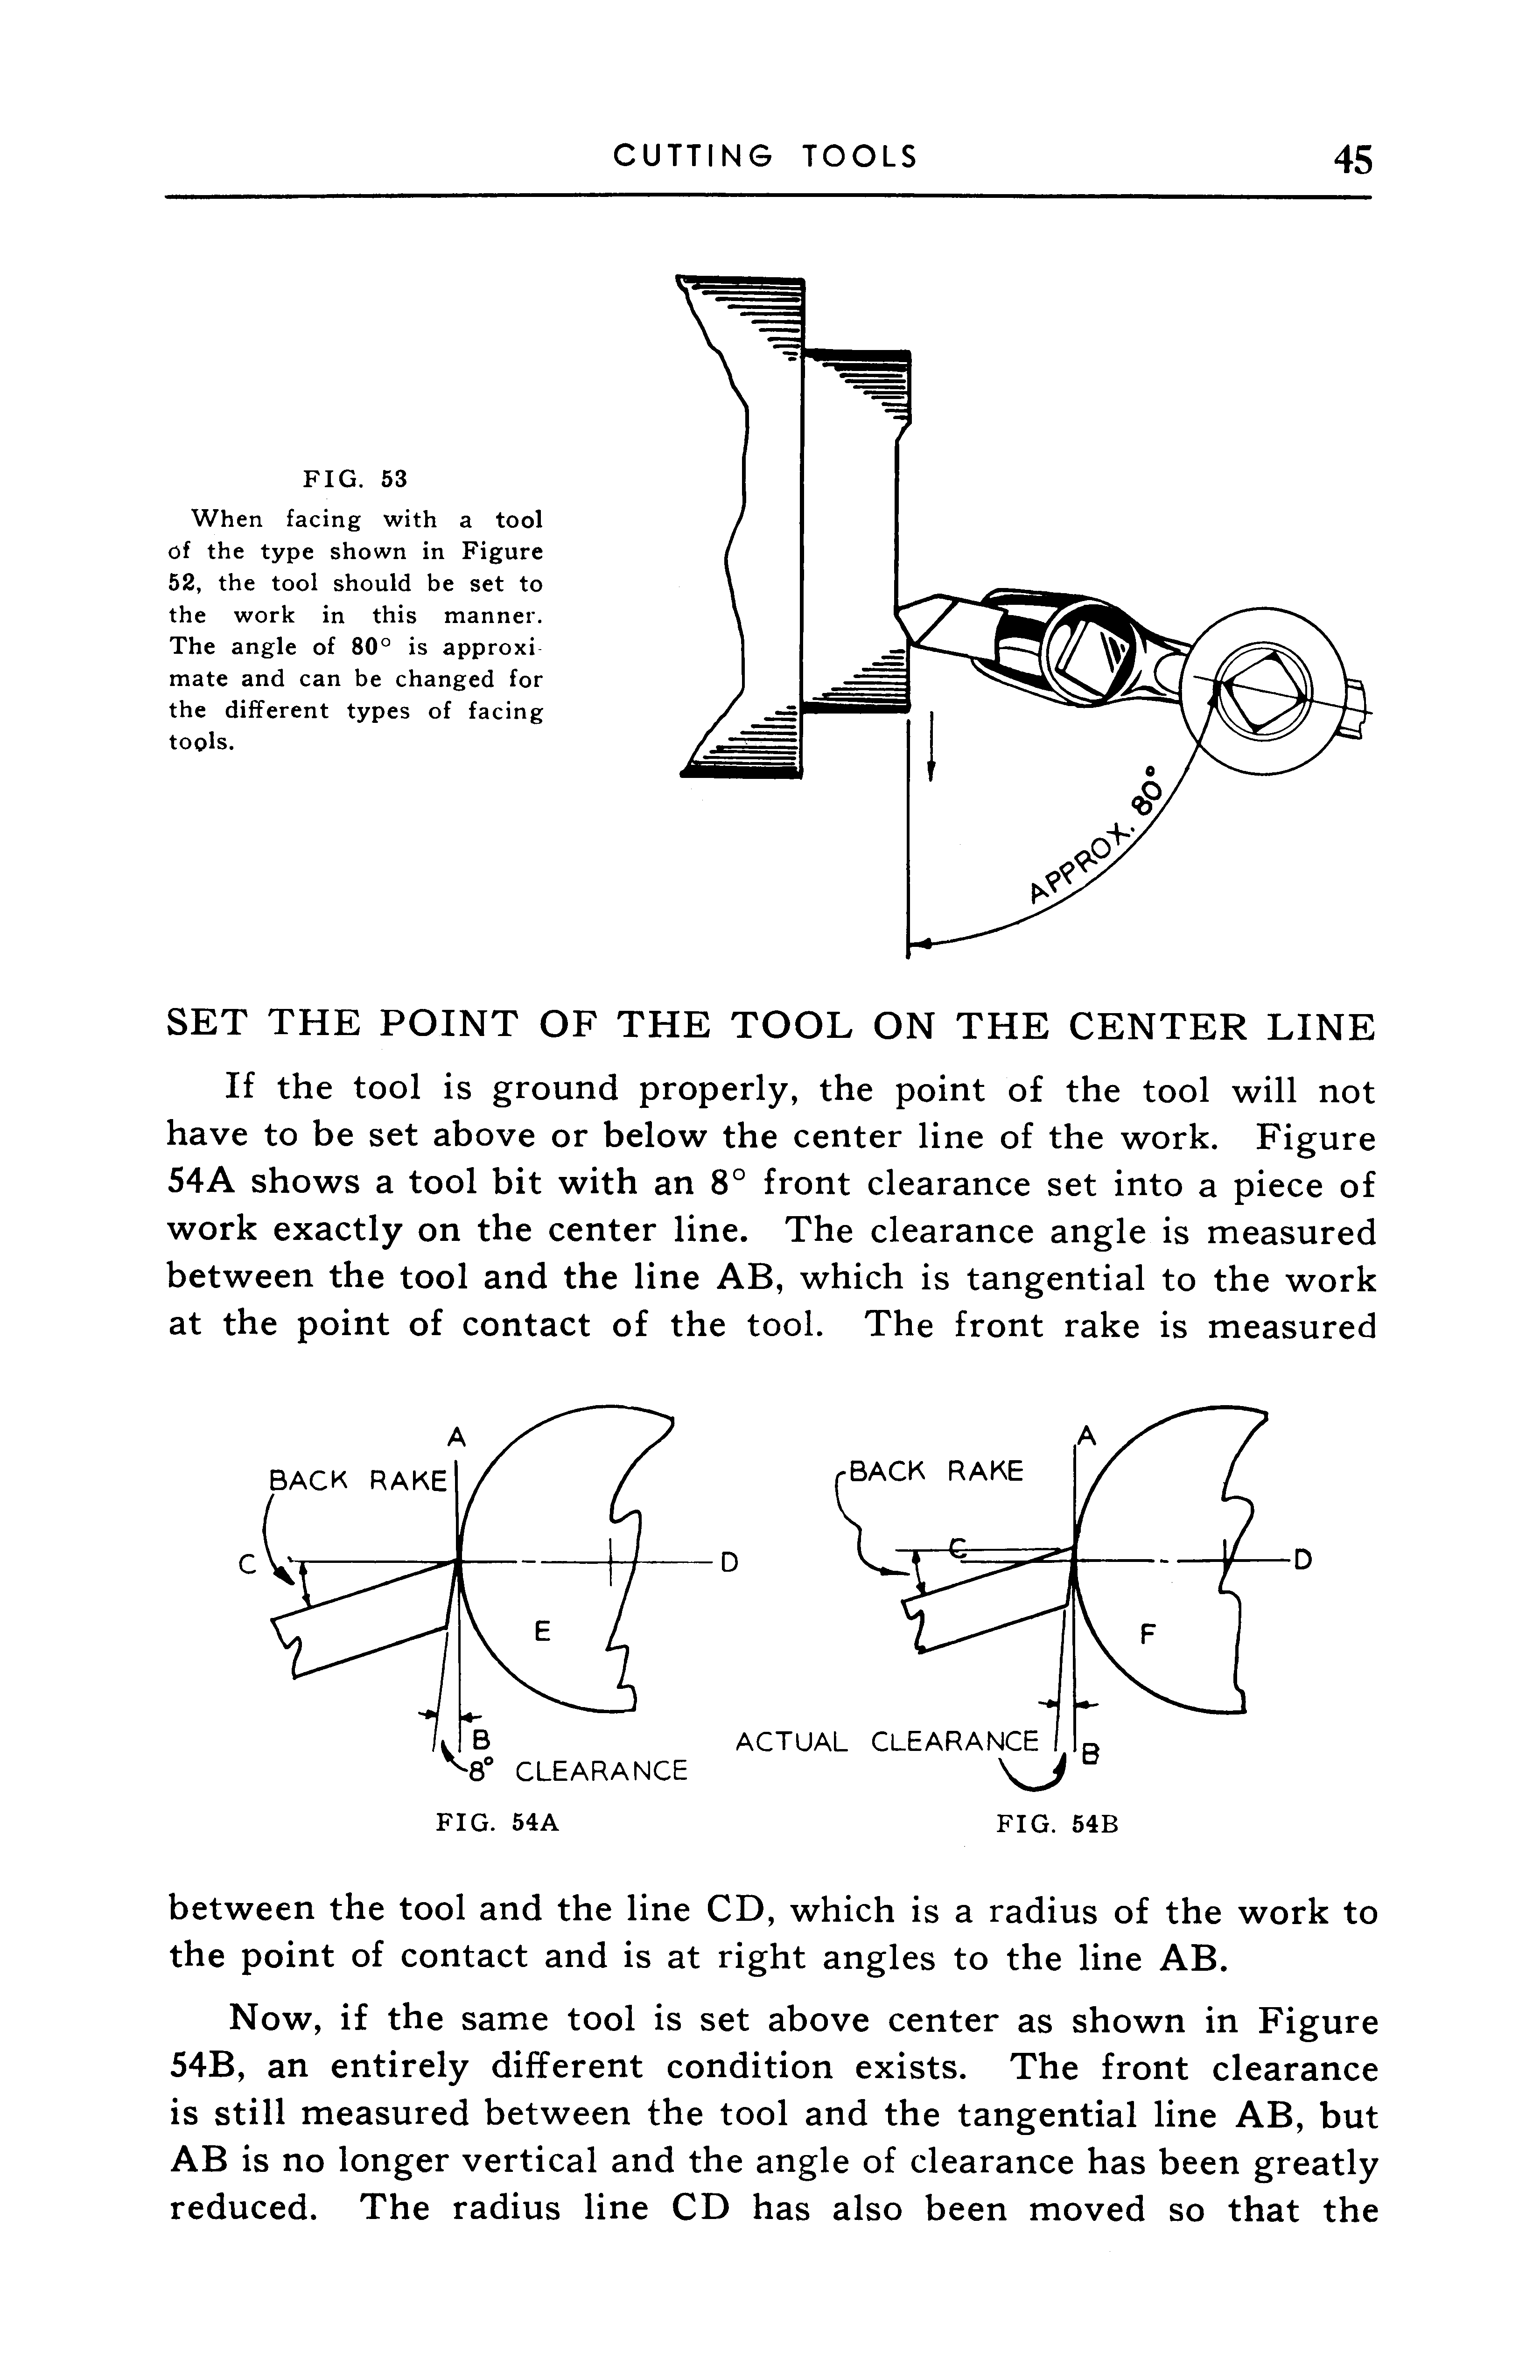 CUTTING TOOLS 45
FIG. 53
When facing with a tool
of the type shown in Figure
52, the tool should be set to
the work in this manner.
The angle of 80° is approxi-
mate and can be changed for
the different types of facing
tools.
APPROX. 80°
SET THE POINT OF THE TOOL ON THE CENTER LINE
If the tool is ground properly, the point of the tool will not
have to be set above or below the center line of the work. Figure
54A shows a tool bit with an 8° front clearance set into a piece of
work exactly on the center line. The clearance angle is measured
between the tool and the line AB, which is tangential to the work
at the point of contact of the tool. The front rake is measured
A
BACK RAKE
C
D
E
B
8° CLEARANCE
FIG. 54A
A
BACK RAKE
C
D
F
ACTUAL CLEARANCE
B
FIG. 54B
between the tool and the line CD, which is a radius of the work to
the point of contact and is at right angles to the line AB.
Now, if the same tool is set above center as shown in Figure
54B, an entirely different condition exists. The front clearance
is still measured between the tool and the tangential line AB, but
AB is no longer vertical and the angle of clearance has been greatly
reduced. The radius line CD has also been moved so that the